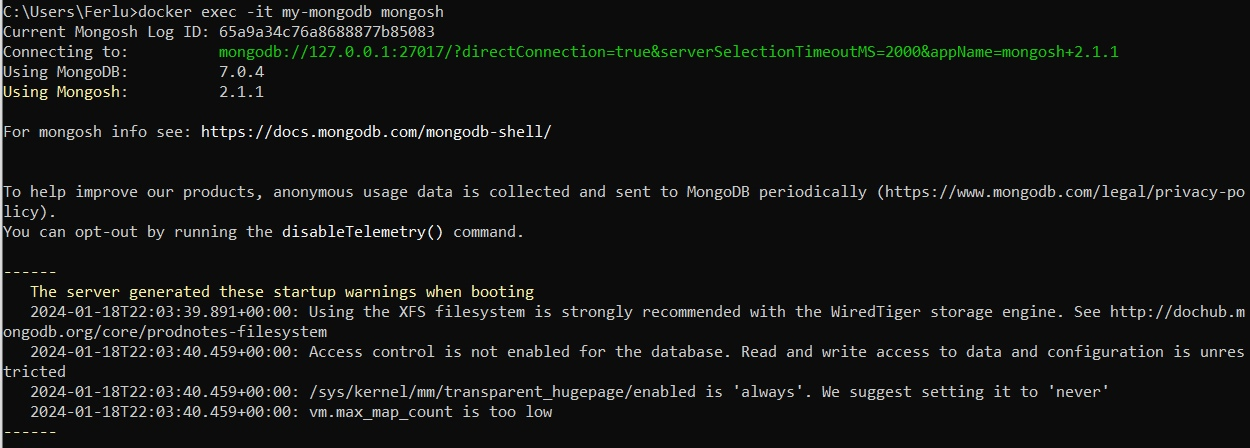 C:\Users\Ferlu>docker exec -it my-mongodb mongosh
Current Mongosh Log ID: 65a9a34c76a8688877b85083
Connecting to:          mongodb://127.0.0.1:27017/?directConnection=true&serverSelectionTimeoutMS=2000&appName=mongosh+2.1.1
Using MongoDB:          7.0.4
Using Mongosh:          2.1.1
For mongosh info see: https://docs.mongodb.com/mongodb-shell/
To help improve our products, anonymous usage data is collected and sent to MongoDB periodically (https://www.mongodb.com/legal/privacy-po
licy).
You can opt-out by running the disableTelemetry() command.
------
   The server generated these startup warnings when booting
   2024-01-18T22:03:39.891+00:00: Using the XFS filesystem is strongly recommended with the WiredTiger storage engine. See http://dochub.m
ongodb.org/core/prodnotes-filesystem
   2024-01-18T22:03:40.459+00:00: Access control is not enabled for the database. Read and write access to data and configuration is unres
tricted
   2024-01-18T22:03:40.459+00:00: /sys/kernel/mm/transparent_hugepage/enabled is 'always'. We suggest setting it to 'never'
   2024-01-18T22:03:40.459+00:00: vm.max_map_count is too low
------